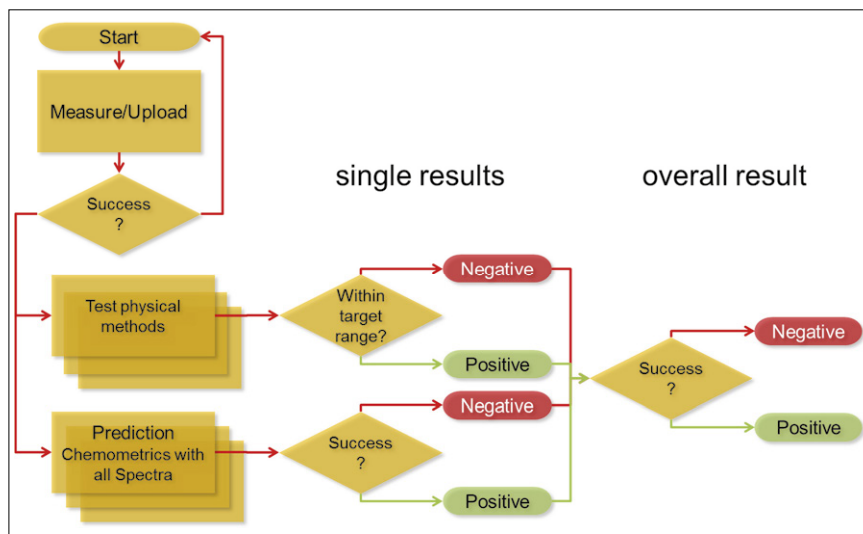 Start
Measure/Upload
Success
?
single results
overall result
Test physical
methods
Within
target
range?
Negative
Positive
Prediction
Chemometrics with
all Spectra
Success
?
Negative
Positive
Success
?
Negative
Positive